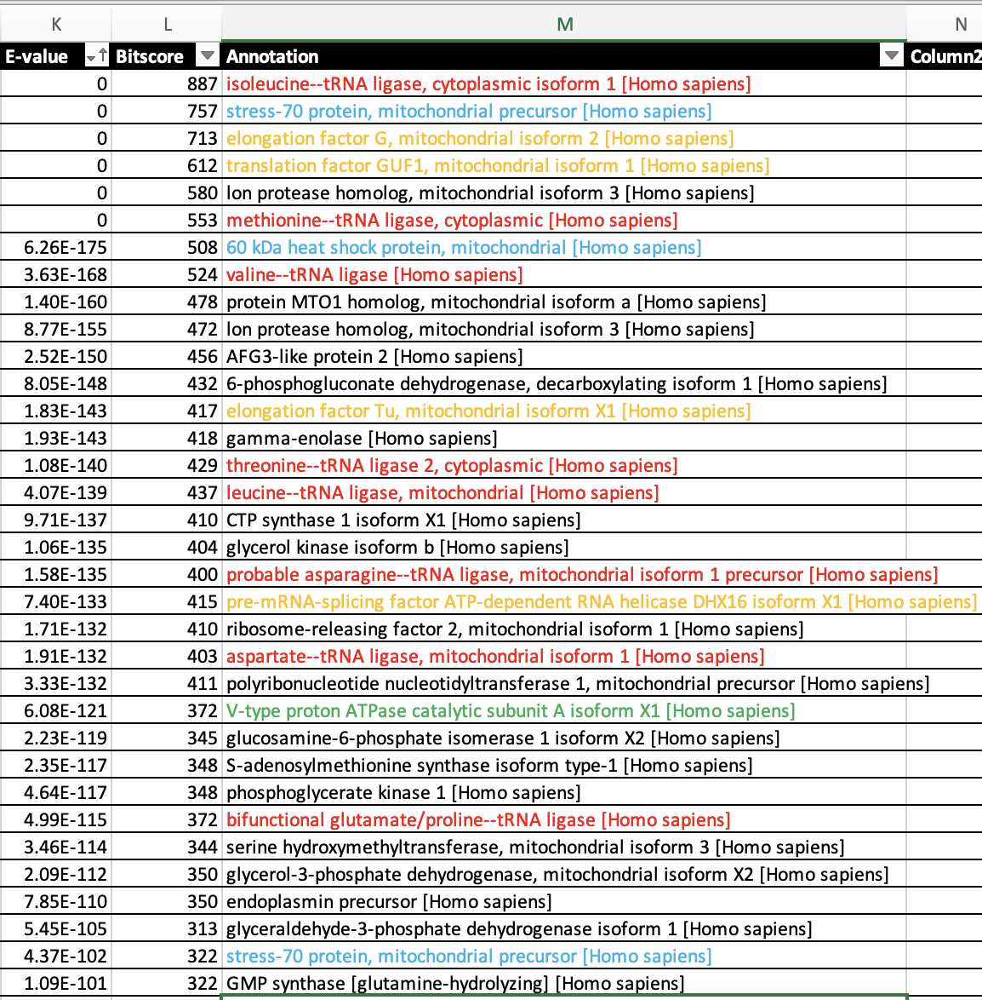 K L M N
E-value Bitscore Annotation Column2
0 887 isoleucine--tRNA ligase, cytoplasmic isoform 1 [Homo sapiens]
0 757 stress-70 protein, mitochondrial precursor [Homo sapiens]
0 713 elongation factor G, mitochondrial isoform 2 [Homo sapiens]
0 612 translation factor GUF1, mitochondrial isoform 1 [Homo sapiens]
0 580 lon protease homolog, mitochondrial isoform 3 [Homo sapiens]
0 553 methionine--tRNA ligase, cytoplasmic [Homo sapiens]
6.26E-175 508 60 kDa heat shock protein, mitochondrial [Homo sapiens]
3.63E-168 524 valine--tRNA ligase [Homo sapiens]
1.40E-160 478 protein MTO1 homolog, mitochondrial isoform a [Homo sapiens]
8.77E-155 472 lon protease homolog, mitochondrial isoform 3 [Homo sapiens]
2.52E-150 456 AFG3-like protein 2 [Homo sapiens]
8.05E-148 432 6-phosphogluconate dehydrogenase, decarboxylating isoform 1 [Homo sapiens]
1.83E-143 417 elongation factor Tu, mitochondrial isoform X1 [Homo sapiens]
1.93E-143 418 gamma-enolase [Homo sapiens]
1.08E-140 429 threonine--tRNA ligase 2, cytoplasmic [Homo sapiens]
4.07E-139 437 leucine--tRNA ligase, mitochondrial [Homo sapiens]
9.71E-137 410 CTP synthase 1 isoform X1 [Homo sapiens]
1.06E-135 404 glycerol kinase isoform b [Homo sapiens]
1.58E-135 400 probable asparagine--tRNA ligase, mitochondrial isoform 1 precursor [Homo sapiens]
7.40E-133 415 pre-mRNA-splicing factor ATP-dependent RNA helicase DHX16 isoform X1 [Homo sapiens]
1.71E-132 410 ribosome-releasing factor 2, mitochondrial isoform 1 [Homo sapiens]
1.91E-132 403 aspartate--tRNA ligase, mitochondrial isoform 1 [Homo sapiens]
3.33E-132 411 polyribonucleotide nucleotidyltransferase 1, mitochondrial precursor [Homo sapiens]
6.08E-121 372 V-type proton ATPase catalytic subunit A isoform X1 [Homo sapiens]
2.23E-119 345 glucosamine-6-phosphate isomerase 1 isoform X2 [Homo sapiens]
2.35E-117 348 S-adenosylmethionine synthase isoform type-1 [Homo sapiens]
4.64E-117 348 phosphoglycerate kinase 1 [Homo sapiens]
4.99E-115 372 bifunctional glutamate/proline--tRNA ligase [Homo sapiens]
3.46E-114 344 serine hydroxymethyltransferase, mitochondrial isoform 3 [Homo sapiens]
2.09E-112 350 glycerol-3-phosphate dehydrogenase, mitochondrial isoform X2 [Homo sapiens]
7.85E-110 350 endoplasmin precursor [Homo sapiens]
5.45E-105 313 glyceraldehyde-3-phosphate dehydrogenase isoform 1 [Homo sapiens]
4.37E-102 322 stress-70 protein, mitochondrial precursor [Homo sapiens]
1.09E-101 322 GMP synthase [glutamine-hydrolyzing] [Homo sapiens]